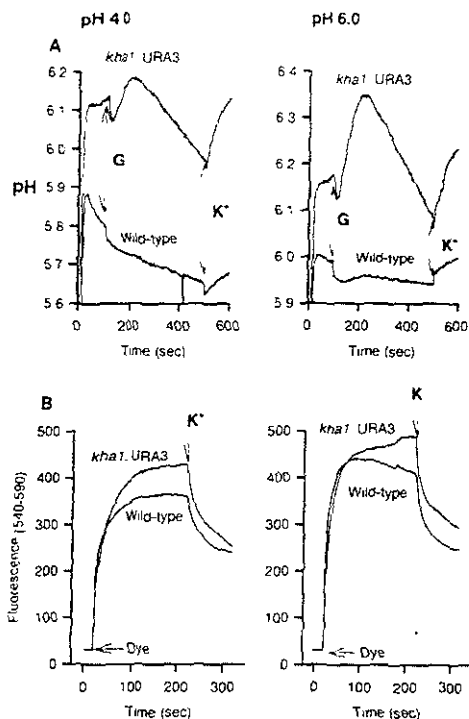 pH 4.0
pH 6.0
A
kha1 URA3
6.2
6.1
6.0
5.9
5.8
5.7
5.6
pH
G
K+
Wild-type
0 200 400 600
Time (sec)
kha1 URA3
6.4
6.3
6.2
6.1
6.0
5.9
G
K+
Wild-type
0 200 400 600
Time (sec)
B
K+
kha1 URA3
Wild-type
500
400
300
200
100
0
Fluorescence (540-590)
Dye
0 100 200 300
Time (sec)
K
kha1 URA3
Wild-type
500
400
300
200
100
0
Dye
0 100 200 300
Time (sec)